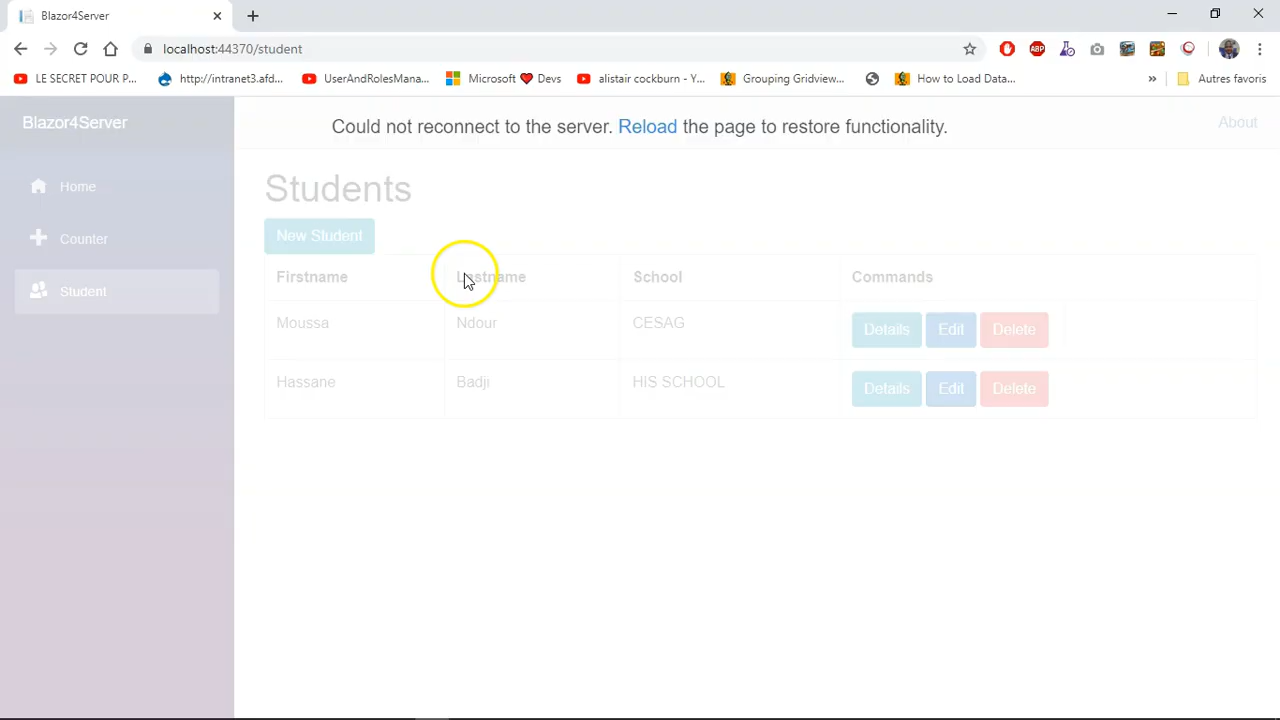 Blazor4Server
localhost:44370/student
ABP
LE SECRET POUR P...
http://intranet3.afd...
UserAndRolesMana...
Microsoft ❤ Devs
alistair cockburn - Y...
Grouping Gridview...
How to Load Data...
»
Autres favoris
Blazor4Server
Could not reconnect to the server. Reload the page to restore functionality.
About
Home
Counter
Student
Students
New Student
Firstname Lastname School Commands
Moussa Ndour CESAG Details Edit Delete
Hassane Badji HIS SCHOOL Details Edit Delete